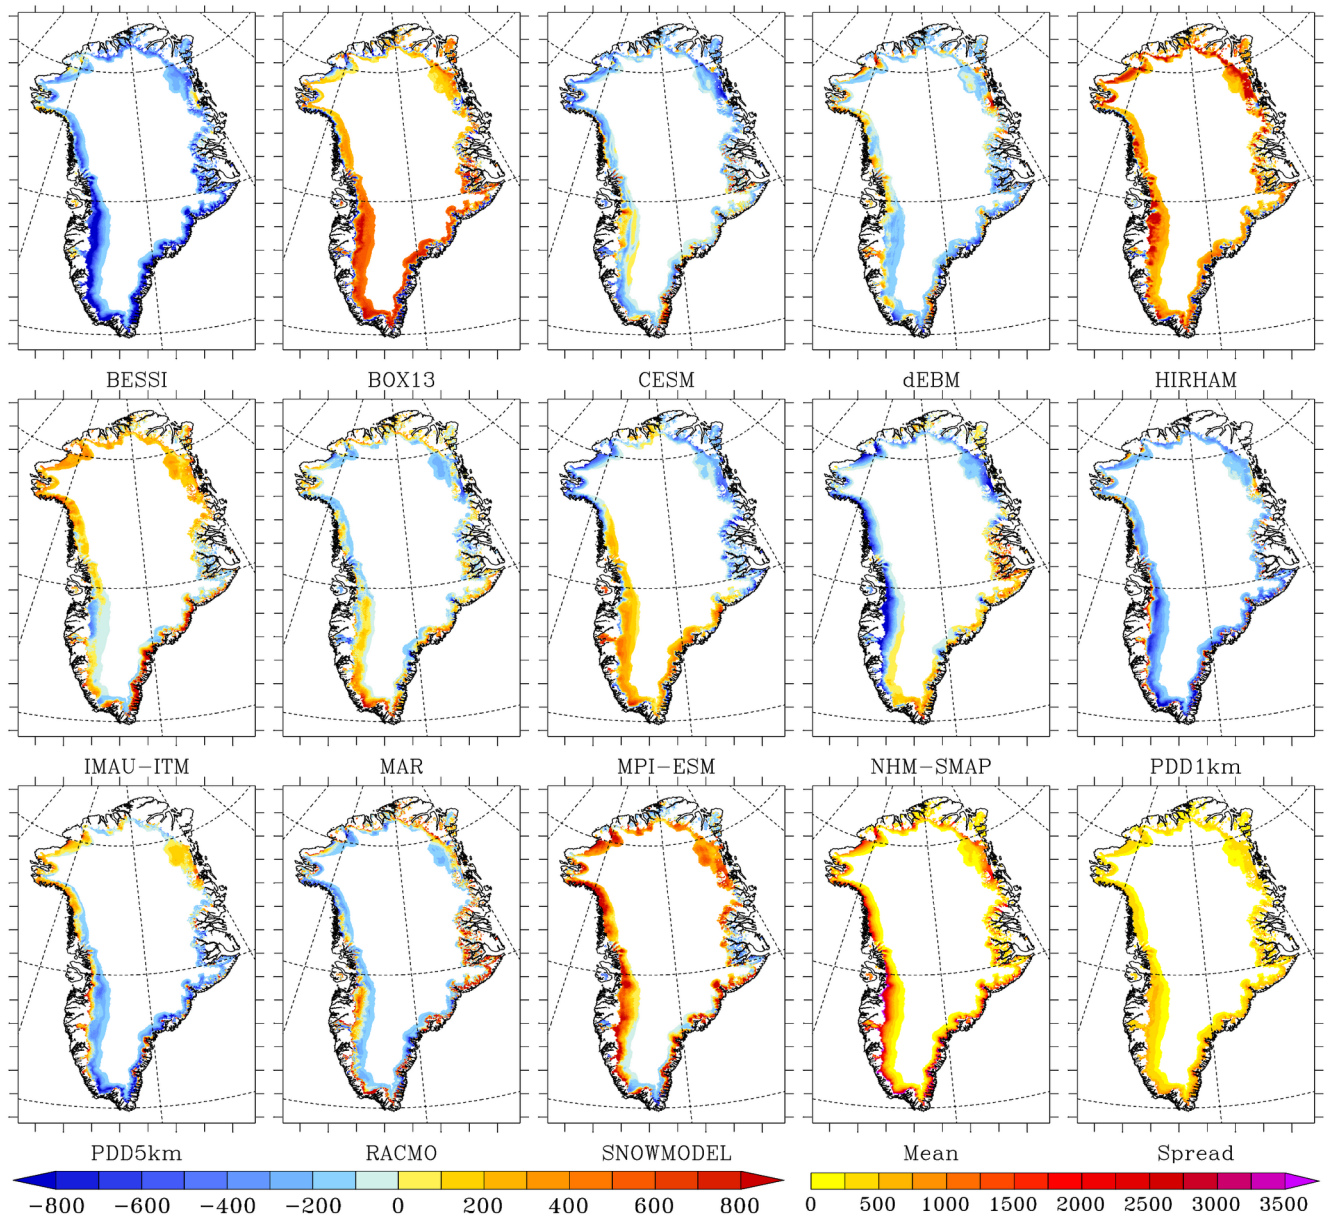 BESSI BOX13 CESM dEBM HIRHAM
IMAU-ITM MAR MPI-ESM NHM-SMAP PDD1km
PDD5km RACMO SNOWMODEL Mean Spread
-800 -600 -400 -200 0 200 400 600 800 0 500 1000 1500 2000 2500 3000 3500